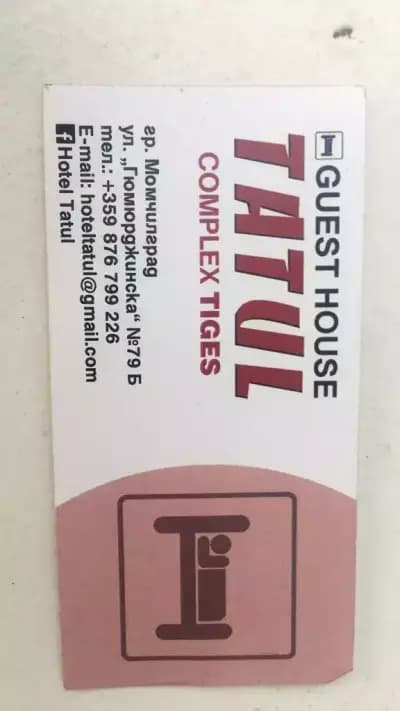 GUEST HOUSE
TATUL
COMPLEX TIGES
гр. Момчилград
ул. „Гюмюрджинска“ №79 Б
тел.: +359 876 799 226
E-mail: hoteltatul@gmail.com
f Hotel Tatul